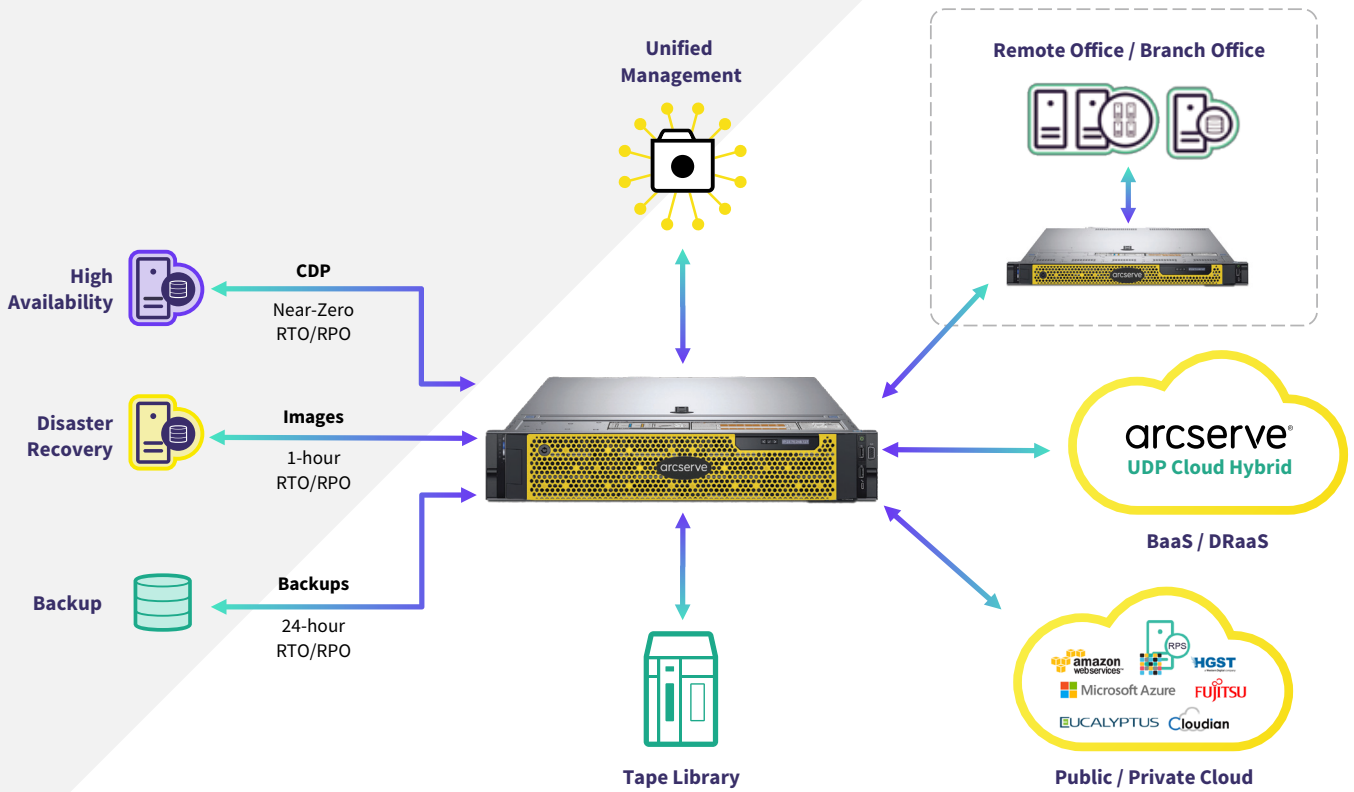 Unified
Management
Remote Office / Branch Office
arcserve
High
Availability
CDP
Near-Zero
RTO/RPO
Disaster
Recovery
Images
1-hour
RTO/RPO
arcserve
arcserve®
UDP Cloud Hybrid
BaaS / DRaaS
Backup
Backups
24-hour
RTO/RPO
Tape Library
RPS
amazon
webservices™
HGST
Microsoft Azure
FUJITSU
EUCALYPTUS
Cloudian
Public / Private Cloud